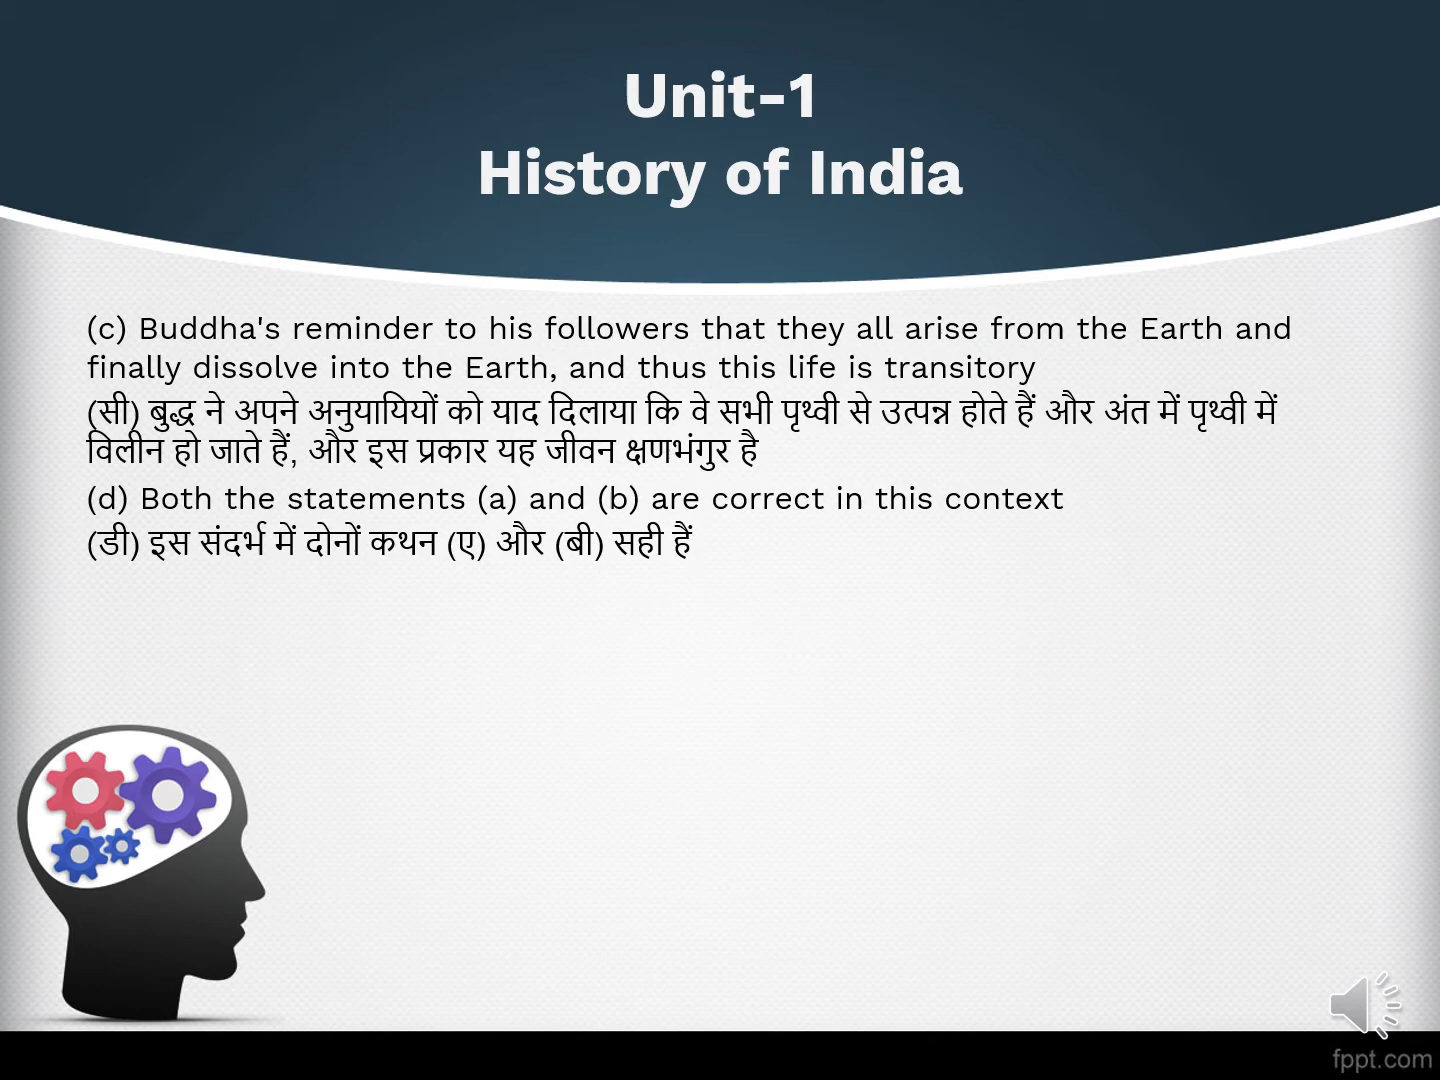 Unit-1
History of India
(c) Buddha's reminder to his followers that they all arise from the Earth and
finally dissolve into the Earth, and thus this life is transitory
(सी) बुद्ध ने अपने अनुयायियों को याद दिलाया कि वे सभी पृथ्वी से उत्पन्न होते हैं और अंत में पृथ्वी में
विलीन हो जाते हैं, और इस प्रकार यह जीवन क्षणभंगुर है
(d) Both the statements (a) and (b) are correct in this context
(डी) इस संदर्भ में दोनों कथन (ए) और (बी) सही हैं
fppt.com